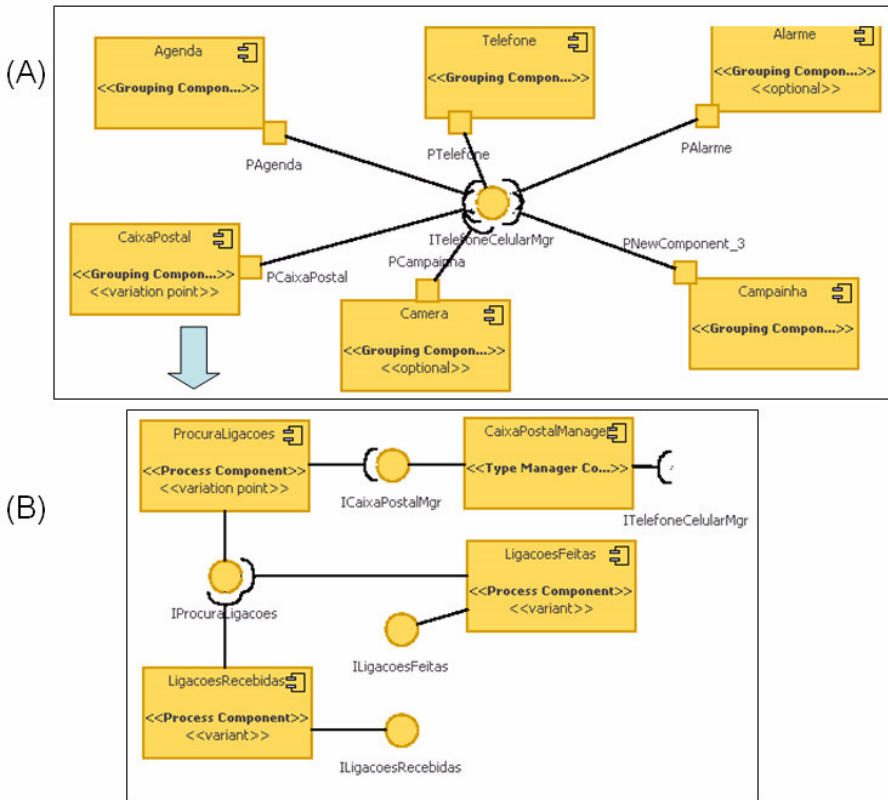 (A)
Agenda
<<Grouping Compon...>>
PAgenda
Telefone
<<Grouping Compon...>>
PTelefone
Alarme
<<Grouping Compon...>>
<<optional>>
PAlarme
ITelefoneCelularMgr
CaixaPostal
<<Grouping Compon...>>
<<variation point>>
PCaixaPostal
PCampainha
Camera
<<Grouping Compon...>>
<<optional>>
PNewComponent_3
Campainha
<<Grouping Compon...>>
(B)
ProcuraLigacoes
<<Process Component>>
<<variation point>>
ICaixaPostalMgr
CaixaPostalManage
<<Type Manager Co...>>
ITelefoneCelularMgr
IProcuraLigacoes
LigacoesFeitas
<<Process Component>>
<<variant>>
ILigacoesFeitas
LigacoesRecebidas
<<Process Component>>
<<variant>>
ILigacoesRecebidas